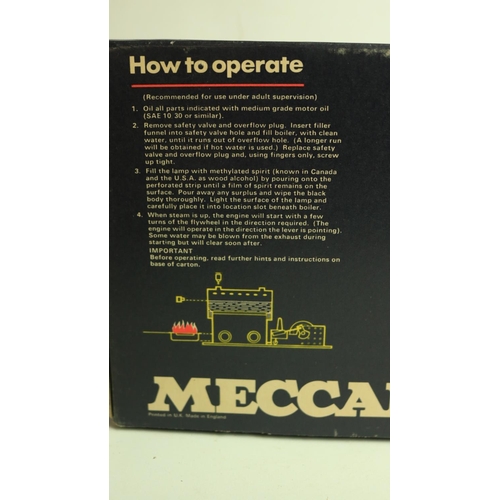 How to operate
(Recommended for use under adult supervision)
1. Oil all parts indicated with medium grade motor oil
(SAE 10 30 or similar).
2. Remove safety valve and overflow plug. Insert filler
funnel into safety valve hole and fill boiler, with clean
water, until it runs out of overflow hole. (A longer run
will be obtained if hot water is used.) Replace safety
valve and overflow plug and, using fingers only, screw
up tight.
3. Fill the lamp with methylated spirit (known in Canada
and the U.S.A. as wood alcohol) by pouring onto the
perforated strip until a film of spirit remains on the
surface. Pour away any surplus and wipe the black
body thoroughly. Light the surface of the lamp and
carefully place it into location slot beneath boiler.
4. When steam is up, the engine will start with a few
turns of the flywheel in the direction required. (The
engine will operate in the direction the lever is pointing).
Some water may be blown from the exhaust during
starting but will clear soon after.
IMPORTANT
Before operating, read further hints and instructions on
base of carton.
MECCA
Printed in U.K. Made in England